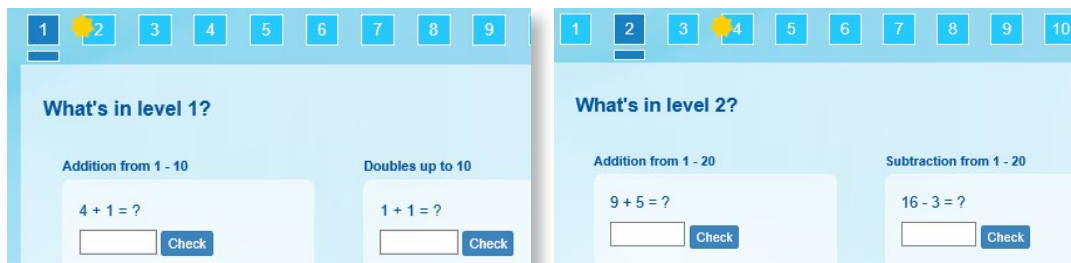 1 2 3 4 5 6 7 8 9
What's in level 1?
Addition from 1 - 10
4 + 1 = ?
Check
Doubles up to 10
1 + 1 = ?
Check
1 2 3 4 5 6 7 8 9 10
What's in level 2?
Addition from 1 - 20
9 + 5 = ?
Check
Subtraction from 1 - 20
16 - 3 = ?
Check